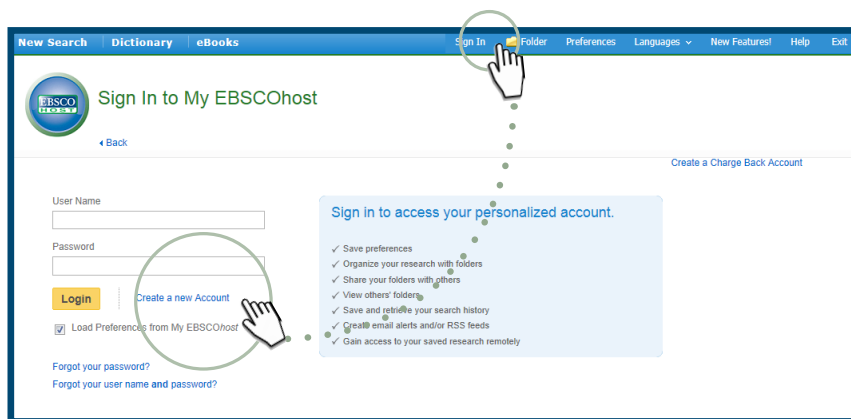 New Search Dictionary eBooks Sign In Folder Preferences Languages New Features! Help Exit
EBSCO
HOST
Sign In to My EBSCOhost
Back
Create a Charge Back Account
User Name
Password
Login Create a new Account
Load Preferences from My EBSCOhost
Forgot your password?
Forgot your user name and password?
Sign in to access your personalized account.
✓ Save preferences
✓ Organize your research with folders
✓ Share your folders with others
✓ View others' folders
✓ Save and retrieve your search history
✓ Create email alerts and/or RSS feeds
✓ Gain access to your saved research remotely